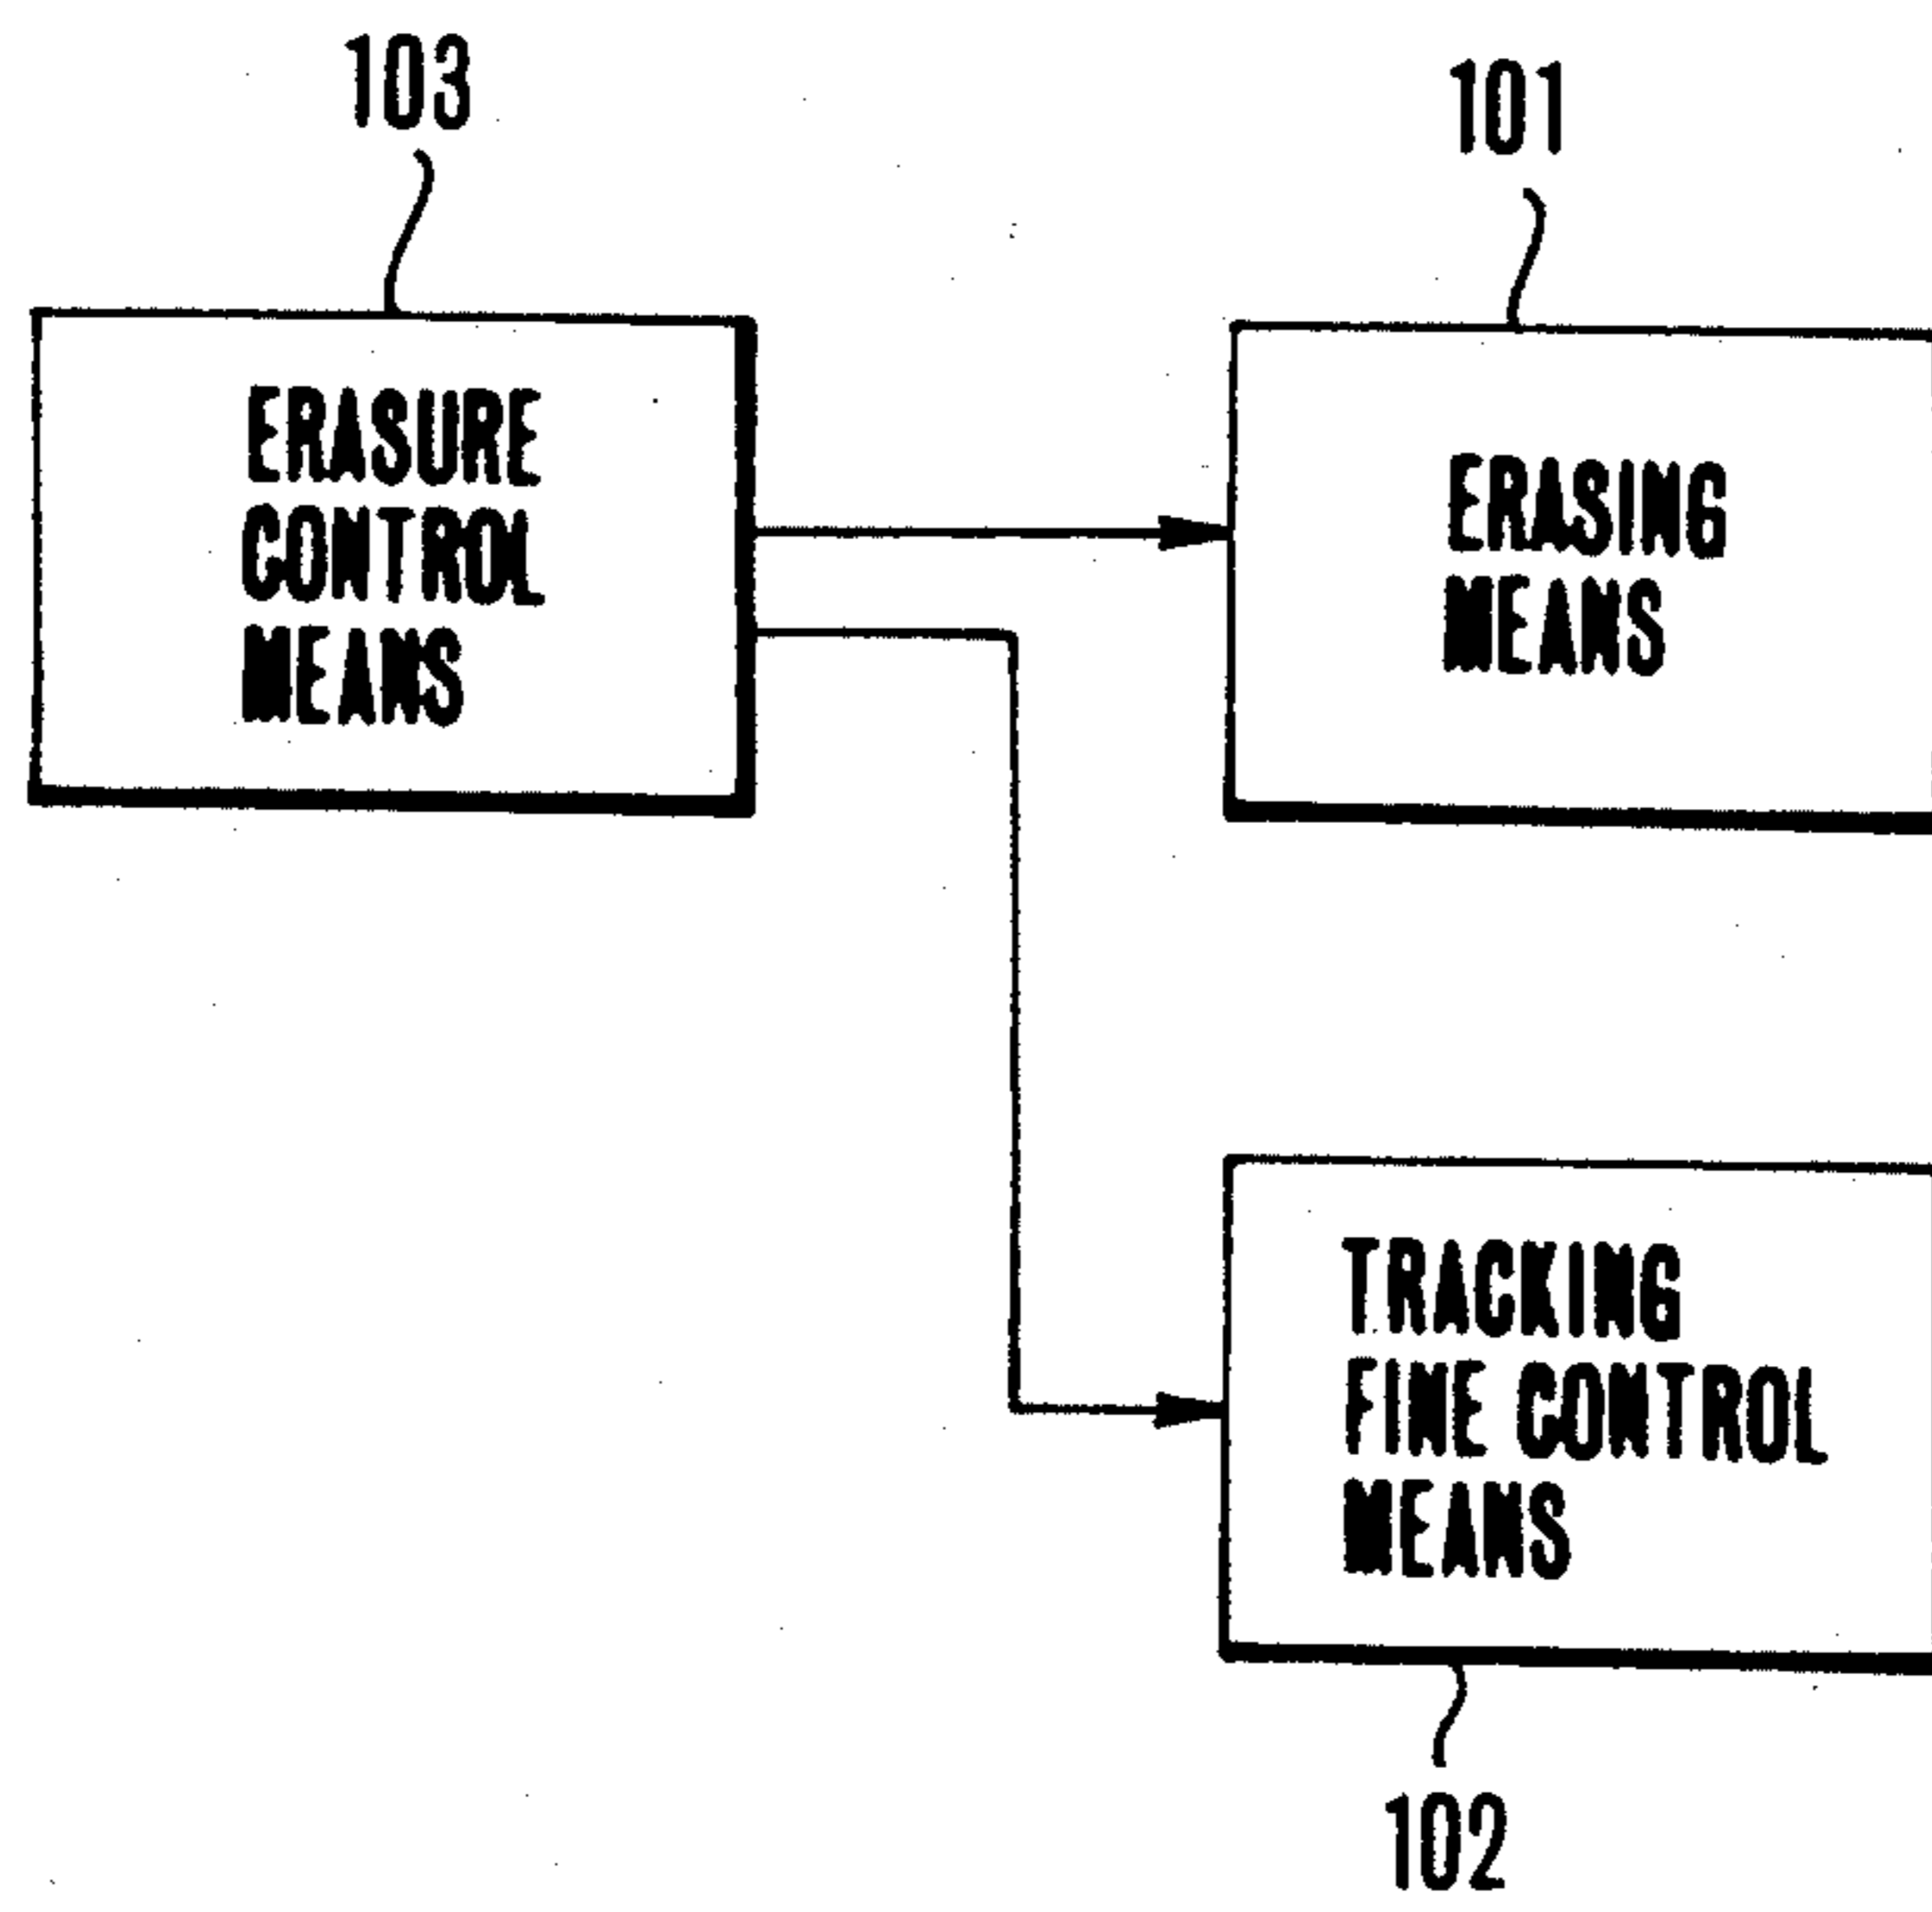 103
101
ERASURE
CONTROL
MEANS
ERASING
MEANS
TRACKING
FINE CONTROL
MEANS
102